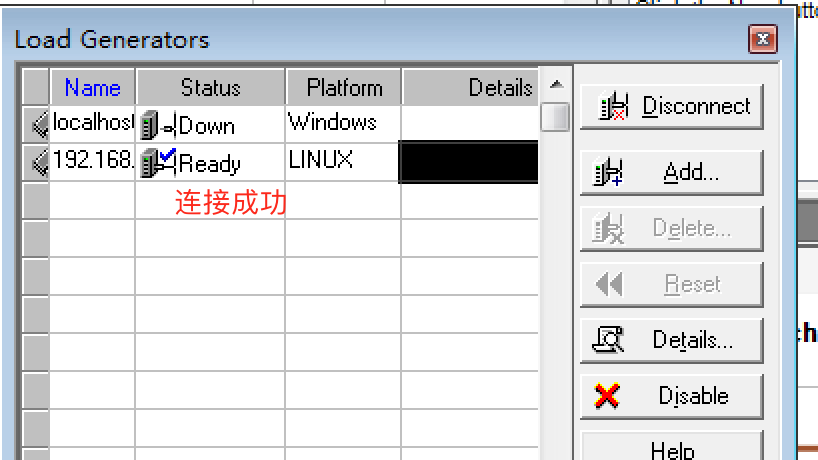 Load Generators
Name Status Platform Details
localhost Down Windows
192.168. Ready LINUX
连接成功
Disconnect
Add...
Delete...
Reset
Details...
Disable
Help